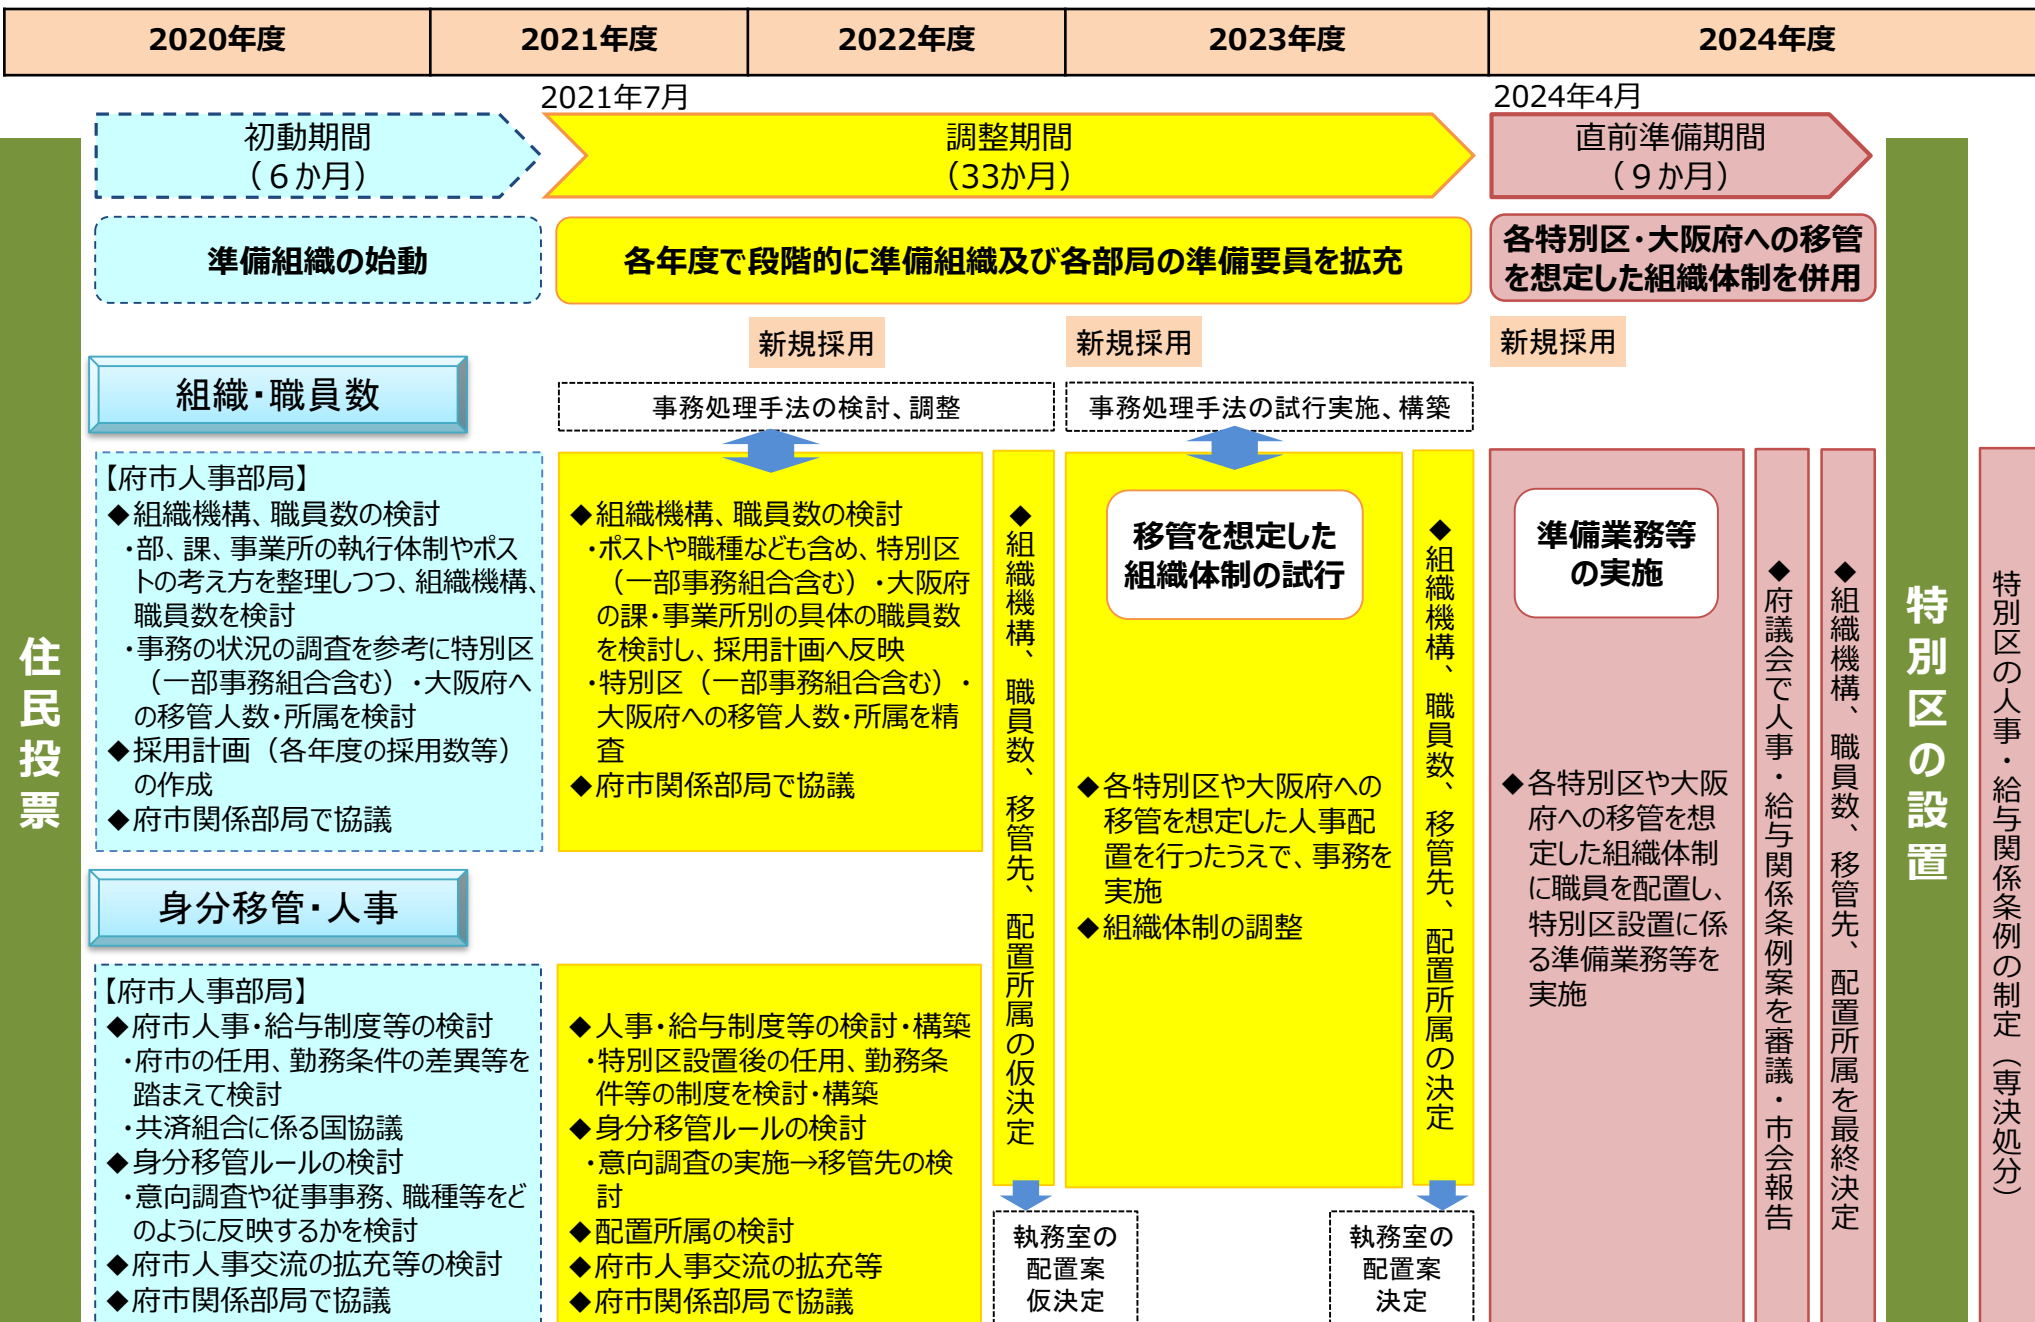 2020年度
2021年度
2022年度
2023年度
2024年度
2021年7月
2024年4月
初動期間
（６か月）
調整期間
（33か月）
直前準備期間
（９か月）
準備組織の始動
各年度で段階的に準備組織及び各部局の準備要員を拡充
各特別区・大阪府への移管
を想定した組織体制を併用
新規採用
新規採用
新規採用
住民投票
組織・職員数
事務処理手法の検討、調整
事務処理手法の試行実施、構築
【府市人事部局】
◆組織機構、職員数の検討
・部、課、事業所の執行体制やポス
トの考え方を整理しつつ、組織機構、
職員数を検討
・事務の状況の調査を参考に特別区
（一部事務組合含む）・大阪府へ
の移管人数・所属を検討
◆採用計画（各年度の採用数等）
の作成
◆府市関係部局で協議
◆組織機構、職員数の検討
・ポストや職種なども含め、特別区
（一部事務組合含む）・大阪府
の課・事業所別の具体の職員数
を検討し、採用計画へ反映
・特別区（一部事務組合含む）・
大阪府への移管人数・所属を精
査
◆府市関係部局で協議
身分移管・人事
【府市人事部局】
◆府市人事・給与制度等の検討
・府市の任用、勤務条件の差異等を
踏まえて検討
・共済組合に係る国協議
◆身分移管ルールの検討
・意向調査や従事事務、職種等をど
のように反映するかを検討
◆府市人事交流の拡充等の検討
◆府市関係部局で協議
◆人事・給与制度等の検討・構築
・特別区設置後の任用、勤務条
件等の制度を検討・構築
◆身分移管ルールの検討
・意向調査の実施→移管先の検
討
◆配置所属の検討
◆府市人事交流の拡充等
◆府市関係部局で協議
◆組織機構、職員数、移管先、配置所属の仮決定
執務室の
配置案
仮決定
移管を想定した
組織体制の試行
◆各特別区や大阪府への
移管を想定した人事配
置を行ったうえで、事務を
実施
◆組織体制の調整
◆組織機構、職員数、移管先、配置所属の決定
執務室の
配置案
決定
準備業務等
の実施
◆各特別区や大阪
府への移管を想
定した組織体制
に職員を配置し、
特別区設置に係
る準備業務等を
実施
◆府議会で人事・給与関係条例案を審議・市会報告
◆組織機構、職員数、移管先、配置所属を最終決定
特別区の設置
特別区の人事・給与関係条例の制定（専決処分）